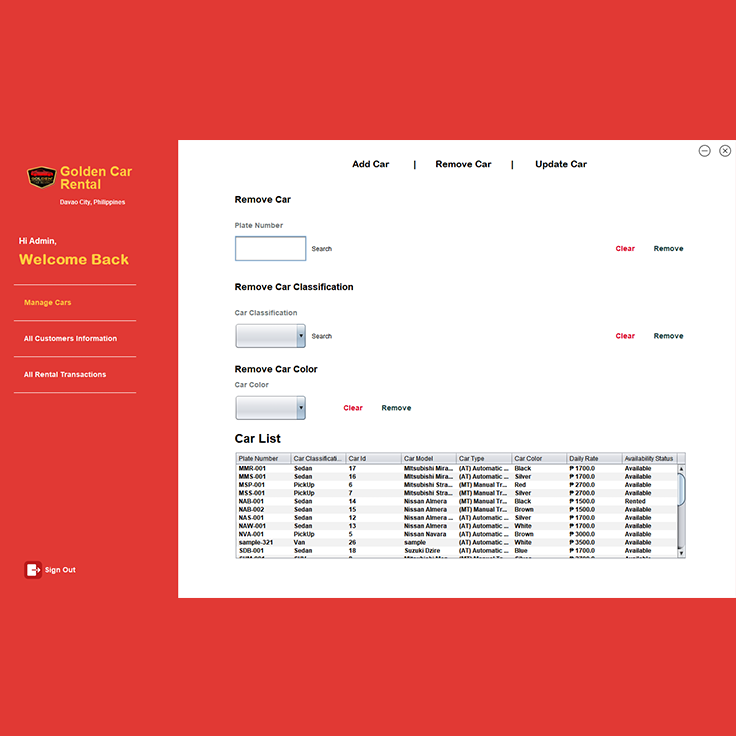 Golden Car
Rental
Davao City, Philippines
Hi Admin,
Welcome Back
Manage Cars
All Customers Information
All Rental Transactions
Sign Out
Add Car | Remove Car | Update Car
Remove Car
Plate Number
Search Clear Remove
Remove Car Classification
Car Classification
Search Clear Remove
Remove Car Color
Car Color
Clear Remove
Car List
Plate Number Car Classificati... Car Id Car Model Car Type Car Color Daily Rate Availability Status
MMR-001 Sedan 17 Mitsubishi Mira... (AT) Automatic ... Black ₱ 1700.0 Available
MMS-001 Sedan 16 Mitsubishi Mira... (AT) Automatic ... Silver ₱ 1700.0 Available
MSP-001 PickUp 6 Mitsubishi Stra... (MT) Manual Tr... Red ₱ 2700.0 Available
MSS-001 PickUp 7 Mitsubishi Stra... (MT) Manual Tr... Silver ₱ 2700.0 Available
NAB-001 Sedan 14 Nissan Almera (MT) Manual Tr... Black ₱ 1500.0 Rented
NAB-002 Sedan 15 Nissan Almera (MT) Manual Tr... Brown ₱ 1500.0 Available
NAS-001 Sedan 12 Nissan Almera ... (AT) Automatic ... Silver ₱ 1700.0 Available
NAW-001 Sedan 13 Nissan Almera (AT) Automatic ... White ₱ 1700.0 Available
NVA-001 PickUp 5 Nissan Navara (AT) Automatic ... Brown ₱ 3000.0 Available
sample-321 Van 26 sample (AT) Automatic ... White ₱ 3500.0 Available
SDB-001 Sedan 18 Suzuki Dzire (AT) Automatic ... Blue ₱ 1700.0 Available